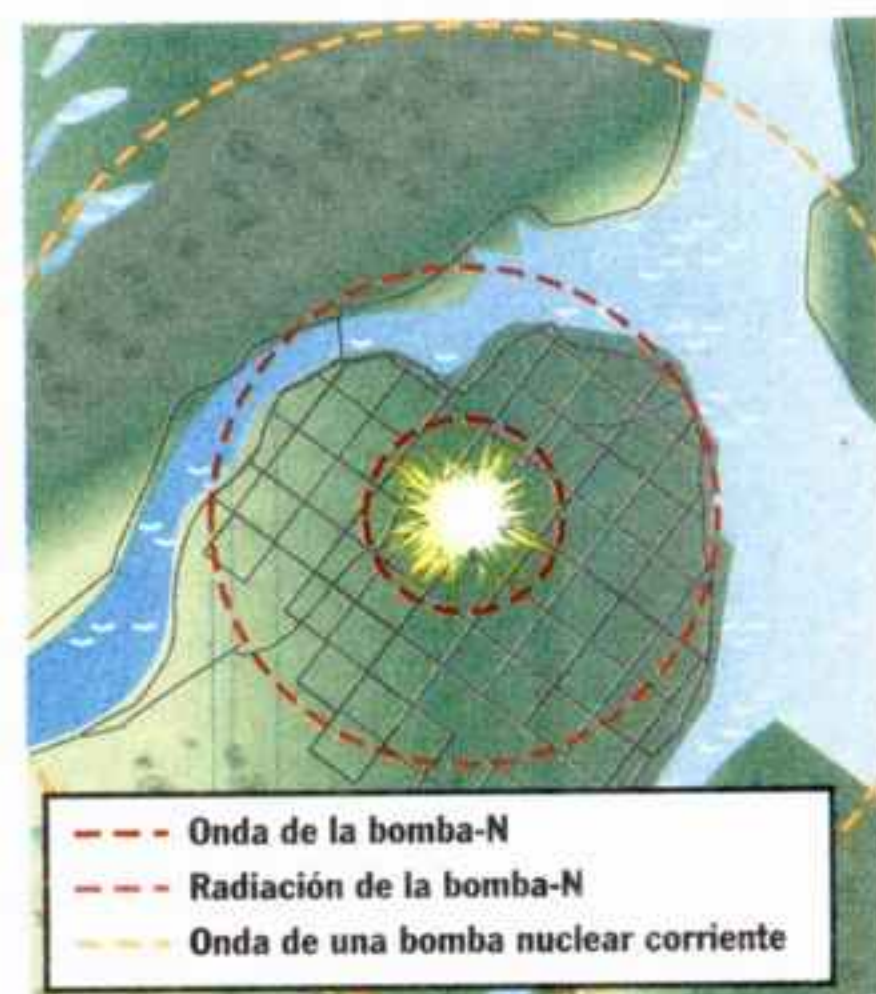 Onda de la bomba-N
Radiación de la bomba-N
Onda de una bomba nuclear corriente